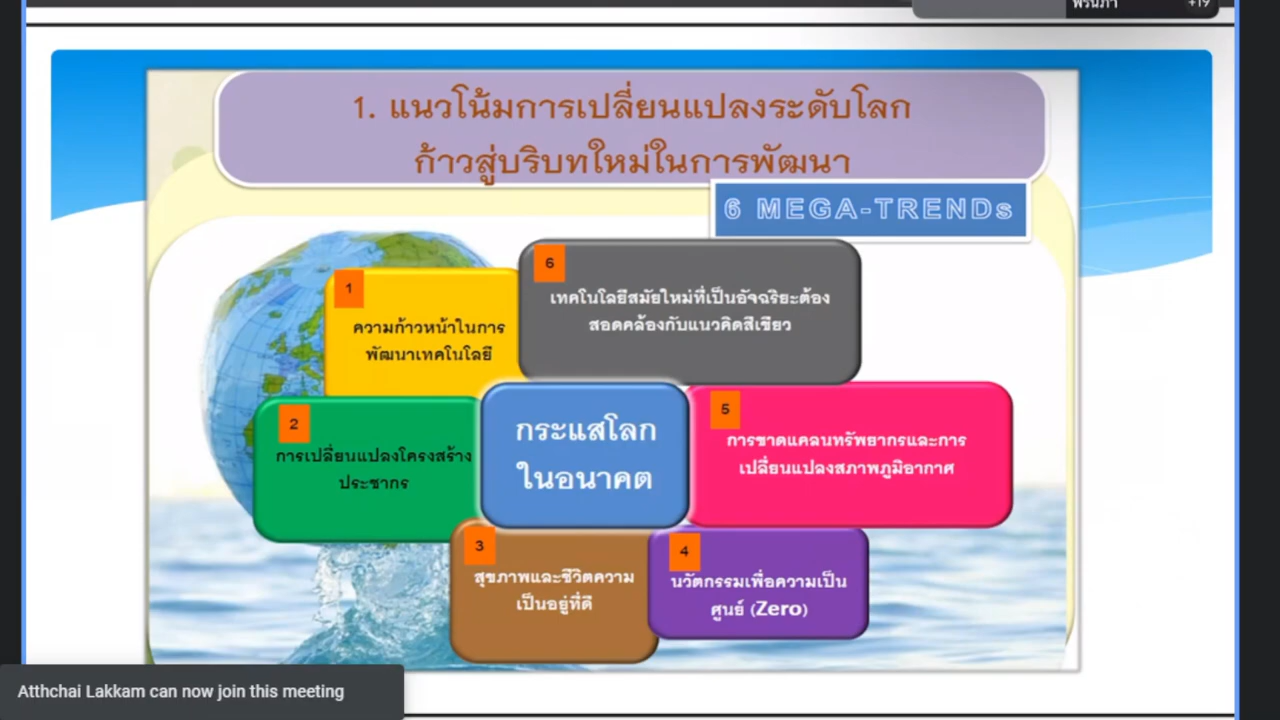 พรนภา
+19
1. แนวโน้มการเปลี่ยนแปลงระดับโลก
ก้าวสู่บริบทใหม่ในการพัฒนา
6 MEGA-TRENDs
1
ความก้าวหน้าในการ
พัฒนาเทคโนโลยี
2
การเปลี่ยนแปลงโครงสร้าง
ประชากร
3
สุขภาพและชีวิตความ
เป็นอยู่ที่ดี
4
นวัตกรรมเพื่อความเป็น
ศูนย์ (Zero)
5
การขาดแคลนทรัพยากรและการ
เปลี่ยนแปลงสภาพภูมิอากาศ
6
เทคโนโลยีสมัยใหม่ที่เป็นอัจฉริยะต้อง
สอดคล้องกับแนวคิดสีเขียว
กระแสโลก
ในอนาคต
Atthchai Lakkam can now join this meeting